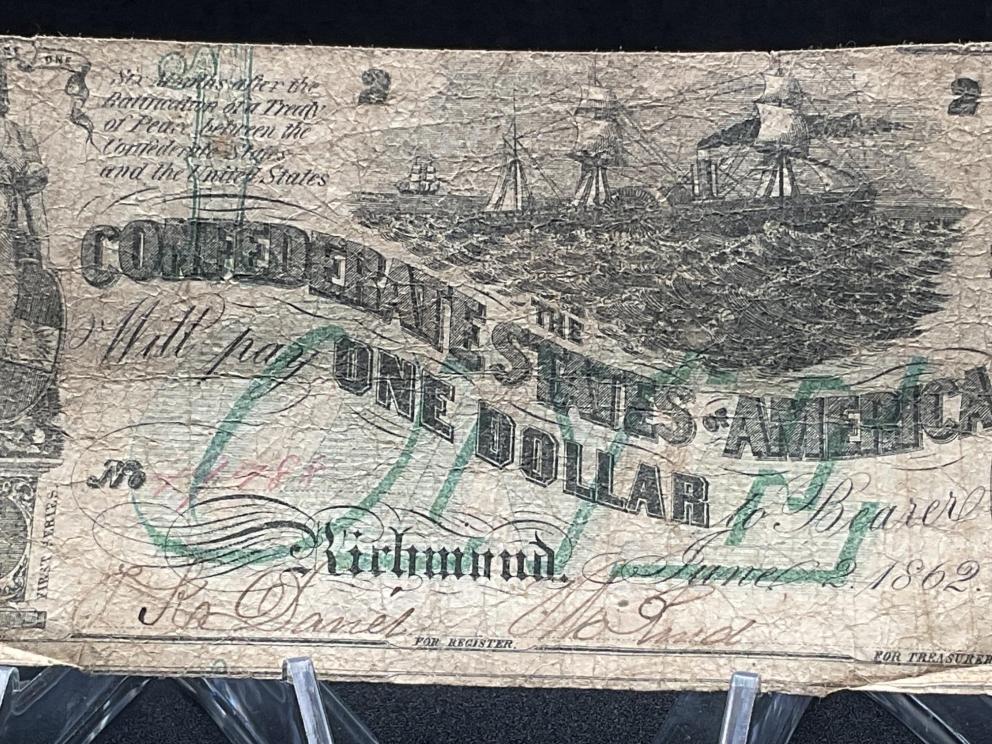 ONE
Six Months after the
Ratification of a Treaty
of Peace between the
Confederate States
and the United States
2
2
CONFEDERATE STATES OF AMERICA
THE
Will pay
ONE DOLLAR
to Bearer
No
Richmond.
June 2 1862.
FIRST SERIES.
FOR REGISTER.
FOR TREASURER
ONE